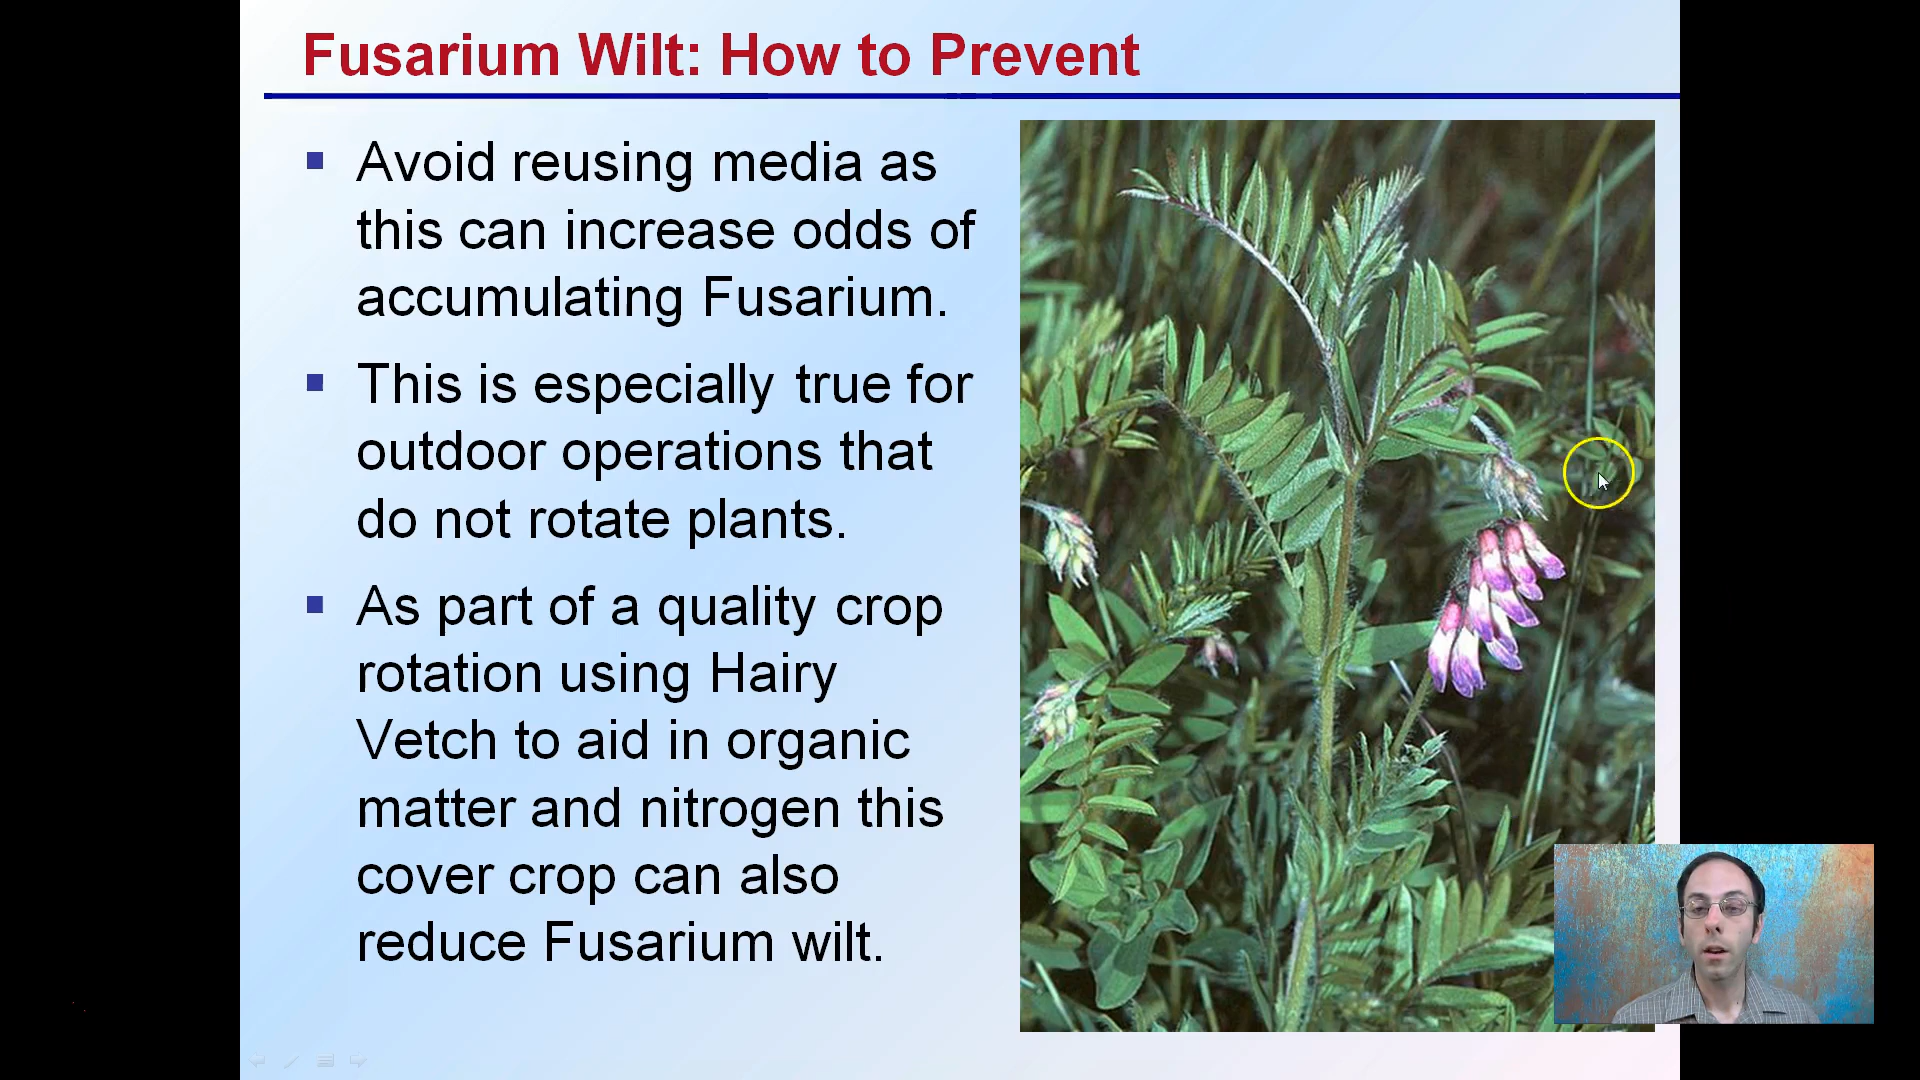 Fusarium Wilt: How to Prevent
Avoid reusing media as
this can increase odds of
accumulating Fusarium.
This is especially true for
outdoor operations that
do not rotate plants.
As part of a quality crop
rotation using Hairy
Vetch to aid in organic
matter and nitrogen this
cover crop can also
reduce Fusarium wilt.